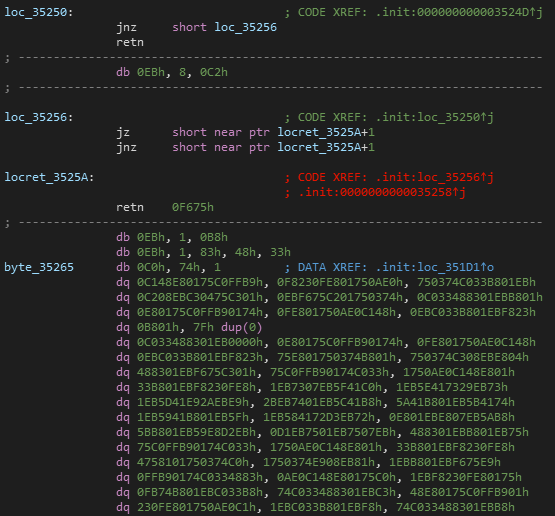 loc_35250: ; CODE XREF: .init:000000000003524D↑j
jnz short loc_35256
retn
; ---------------------------------------------------------------------------
db 0EBh, 8, 0C2h
; ---------------------------------------------------------------------------
loc_35256: ; CODE XREF: .init:loc_35250↑j
jz short near ptr locret_3525A+1
jnz short near ptr locret_3525A+1
locret_3525A: ; CODE XREF: .init:loc_35256↑j
; .init:0000000000035258↑j
retn 0F675h
; ---------------------------------------------------------------------------
db 0EBh, 1, 0B8h
db 0EBh, 1, 83h, 48h, 33h
byte_35265 db 0C0h, 74h, 1 ; DATA XREF: .init:loc_351D1↑o
dq 0C148E80175C0FFB9h, 0F8230FE801750AE0h, 750374C033B801EBh
dq 0C208EBC30475C301h, 0EBF675C201750374h, 0C033488301EBB801h
dq 0E80175C0FFB90174h, 0FE801750AE0C148h, 0EBC033B801EBF823h
dq 0B801h, 7Fh dup(0)
dq 0C033488301EB0000h, 0E80175C0FFB90174h, 0FE801750AE0C148h
dq 0EBC033B801EBF823h, 75E801750374B801h, 750374C308EBE804h
dq 488301EBF675C301h, 75C0FFB90174C033h, 1750AE0C148E801h
dq 33B801EBF8230FE8h, 1EB7307EB5F41C0h, 1EB5E417329EB73h
dq 1EB5D41E92AEBE9h, 2BEB7401EB5C41B8h, 5A41B801EB5B4174h
dq 1EB5941B801EB5Fh, 1EB584172D3EB72h, 0E801EBE807EB5AB8h
dq 5BB801EB59E8D2EBh, 0D1EB7501EB7507EBh, 488301EBB801EB75h
dq 75C0FFB90174C033h, 1750AE0C148E801h, 33B801EBF8230FE8h
dq 4758101750374C0h, 1750374E908EB81h, 1EBB801EBF675E9h
dq 0FFB90174C0334883h, 0AE0C148E80175C0h, 1EBF8230FE80175h
dq 0FB74B801EBC033B8h, 74C033488301EBC3h, 48E80175C0FFB901h
dq 230FE801750AE0C1h, 1EBC033B801EBF8h, 74C033488301EBB8h